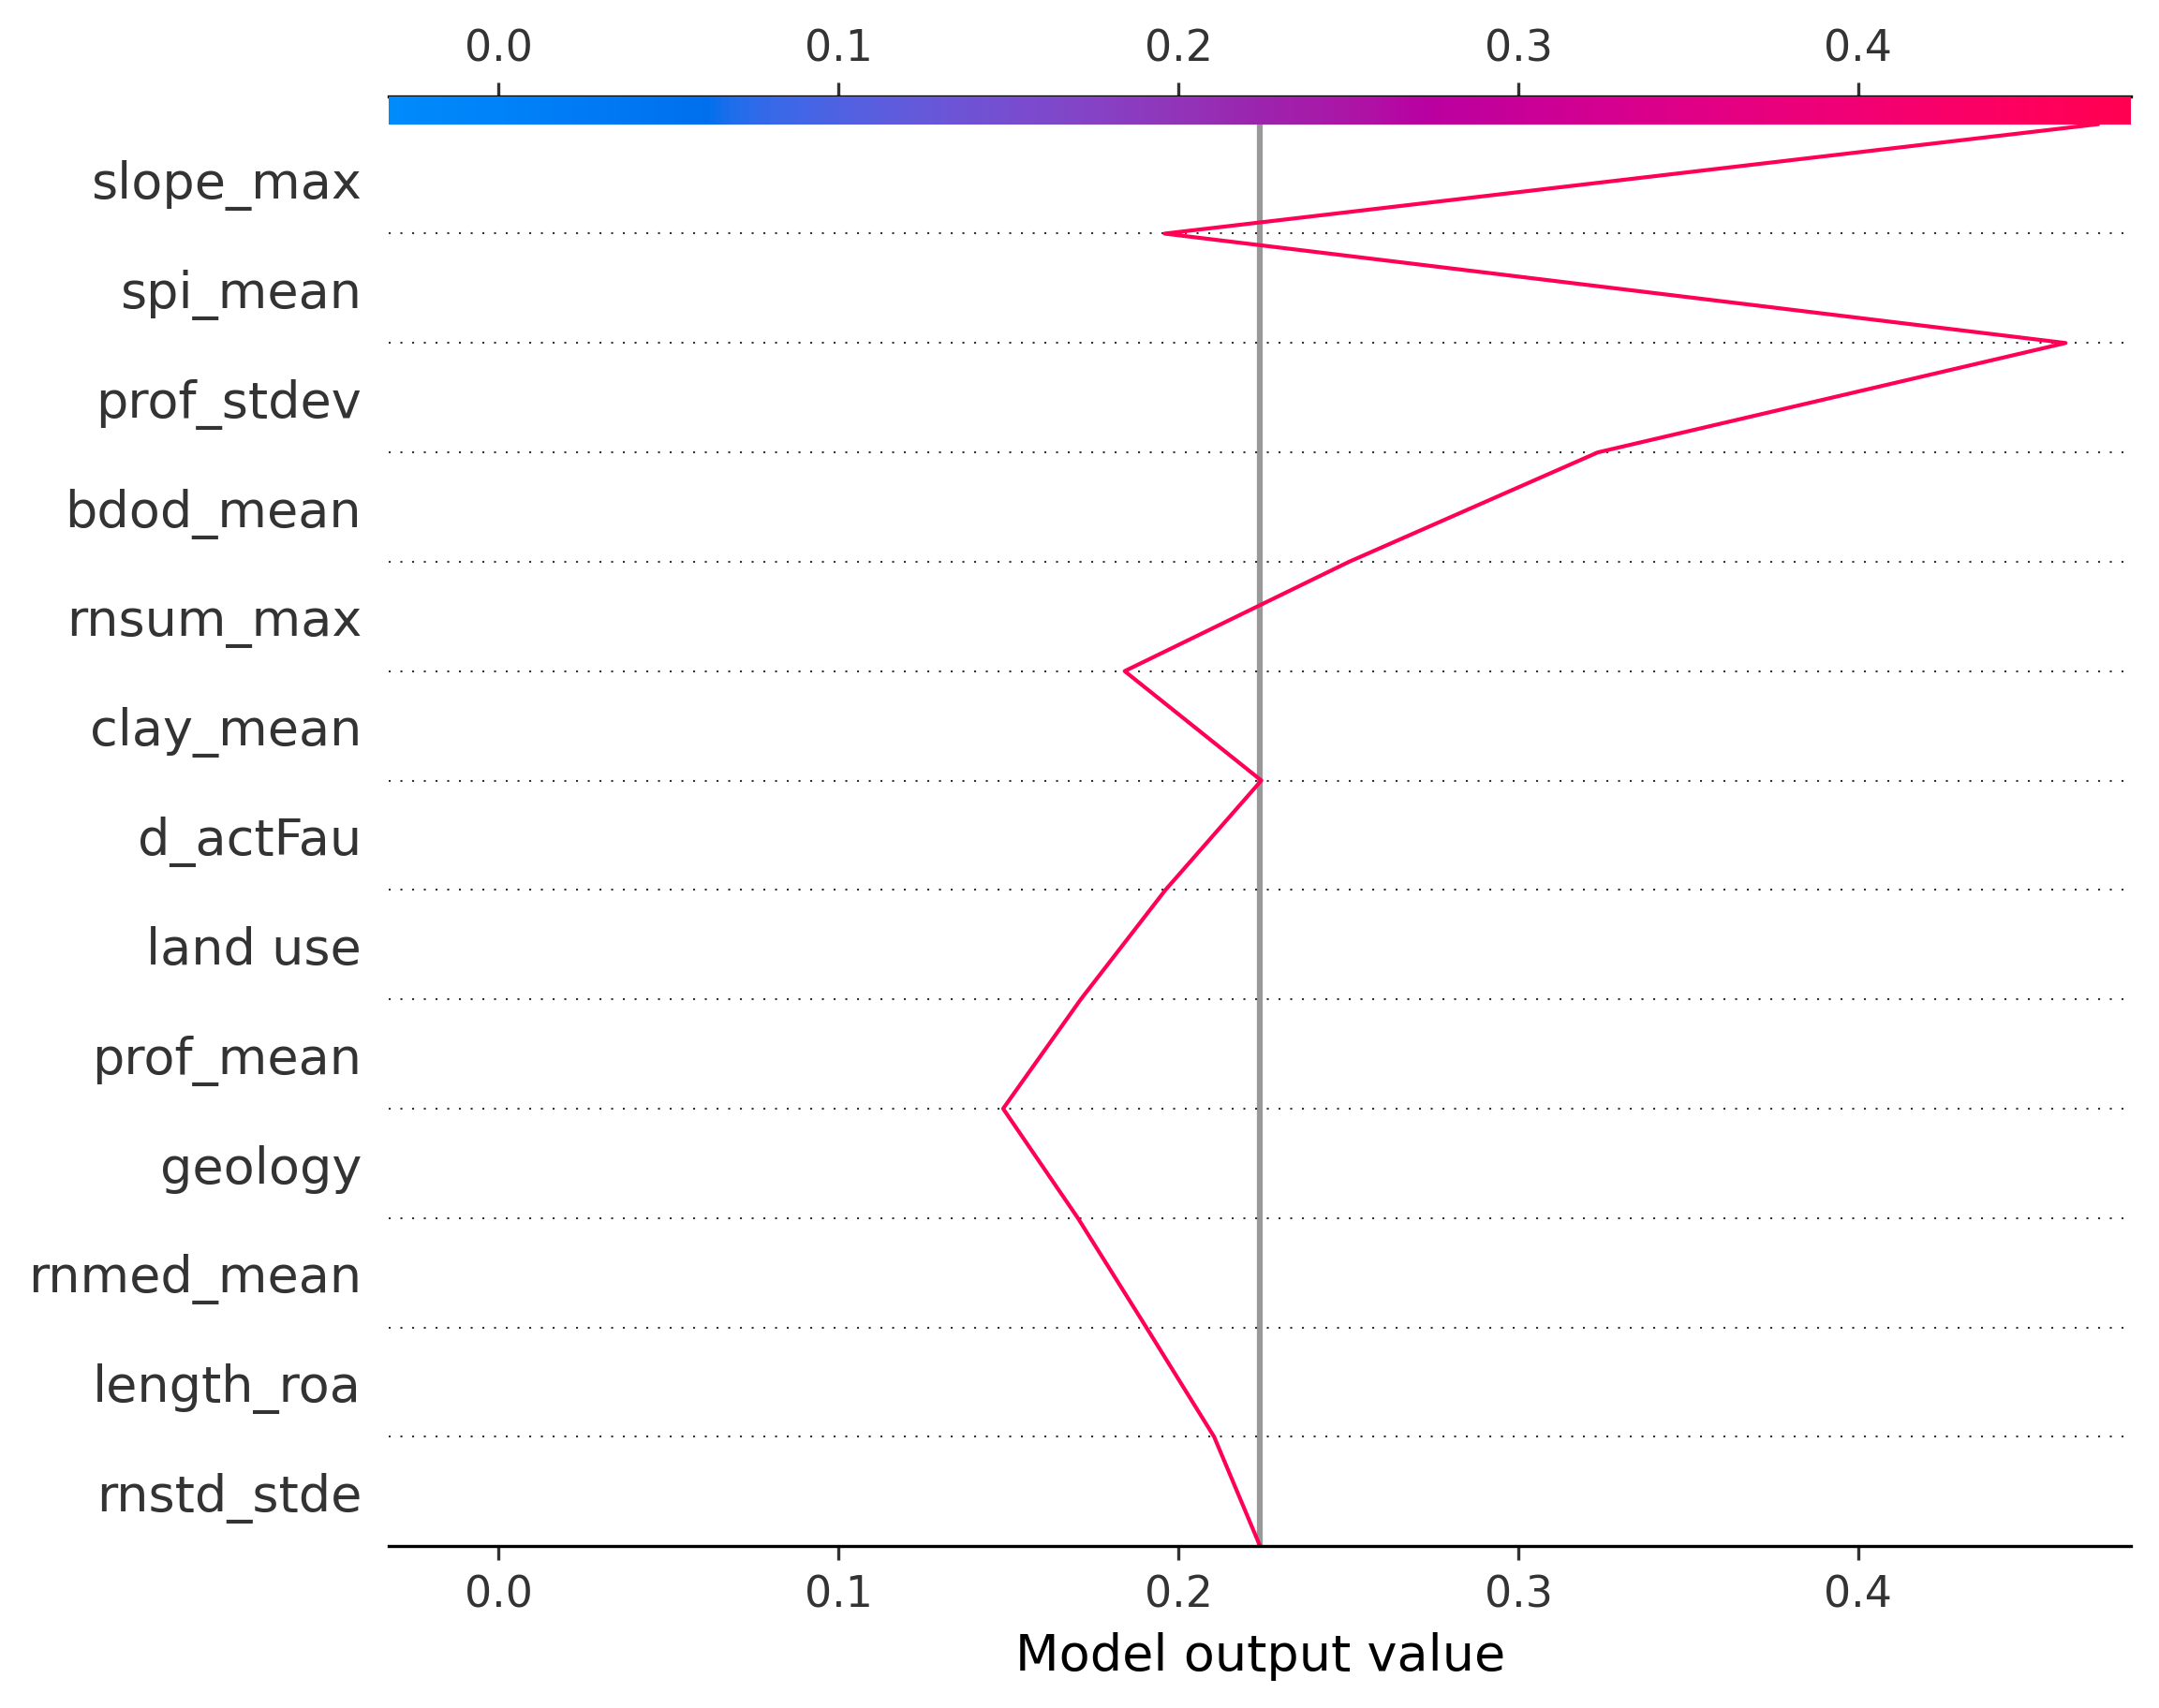 0.0 0.1 0.2 0.3 0.4
slope_max
spi_mean
prof_stdev
bdod_mean
rnsum_max
clay_mean
d_actFau
land use
prof_mean
geology
rnmed_mean
length_roa
rnstd_stde
0.0 0.1 0.2 0.3 0.4
Model output value